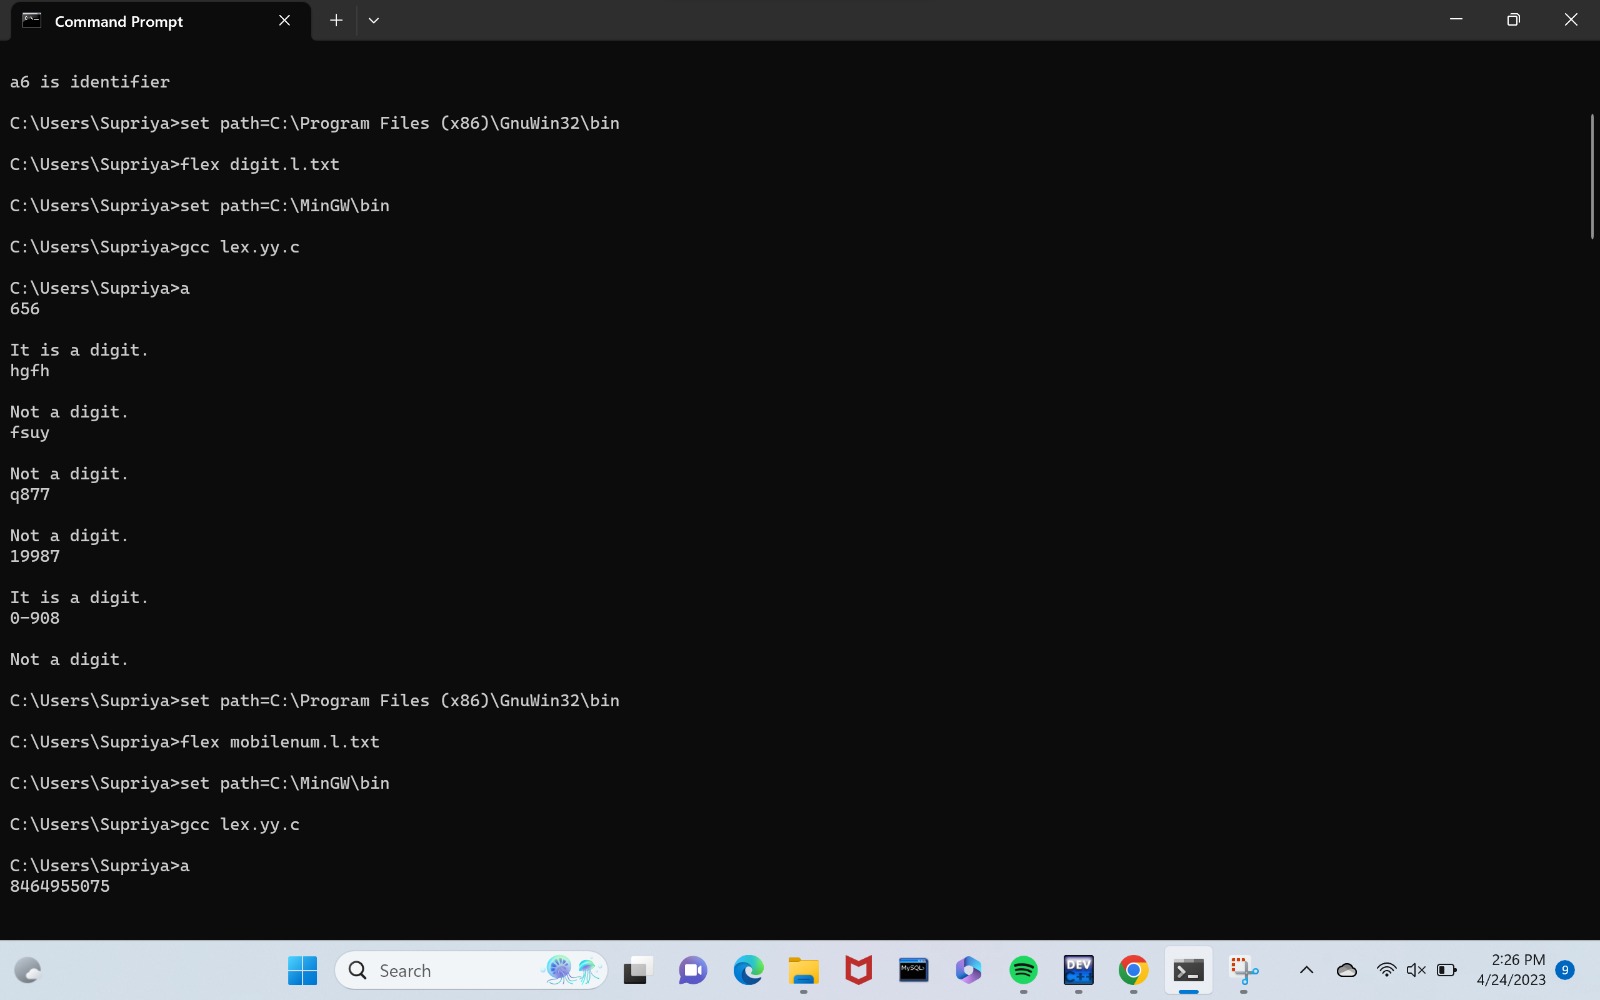 Command Prompt
a6 is identifier
C:\Users\Supriya>set path=C:\Program Files (x86)\GnuWin32\bin
C:\Users\Supriya>flex digit.l.txt
C:\Users\Supriya>set path=C:\MinGW\bin
C:\Users\Supriya>gcc lex.yy.c
C:\Users\Supriya>a
656
It is a digit.
hgfh
Not a digit.
fsuy
Not a digit.
q877
Not a digit.
19987
It is a digit.
0-908
Not a digit.
C:\Users\Supriya>set path=C:\Program Files (x86)\GnuWin32\bin
C:\Users\Supriya>flex mobilenum.l.txt
C:\Users\Supriya>set path=C:\MinGW\bin
C:\Users\Supriya>gcc lex.yy.c
C:\Users\Supriya>a
8464955075
Search
DEV
2:26 PM
4/24/2023
9